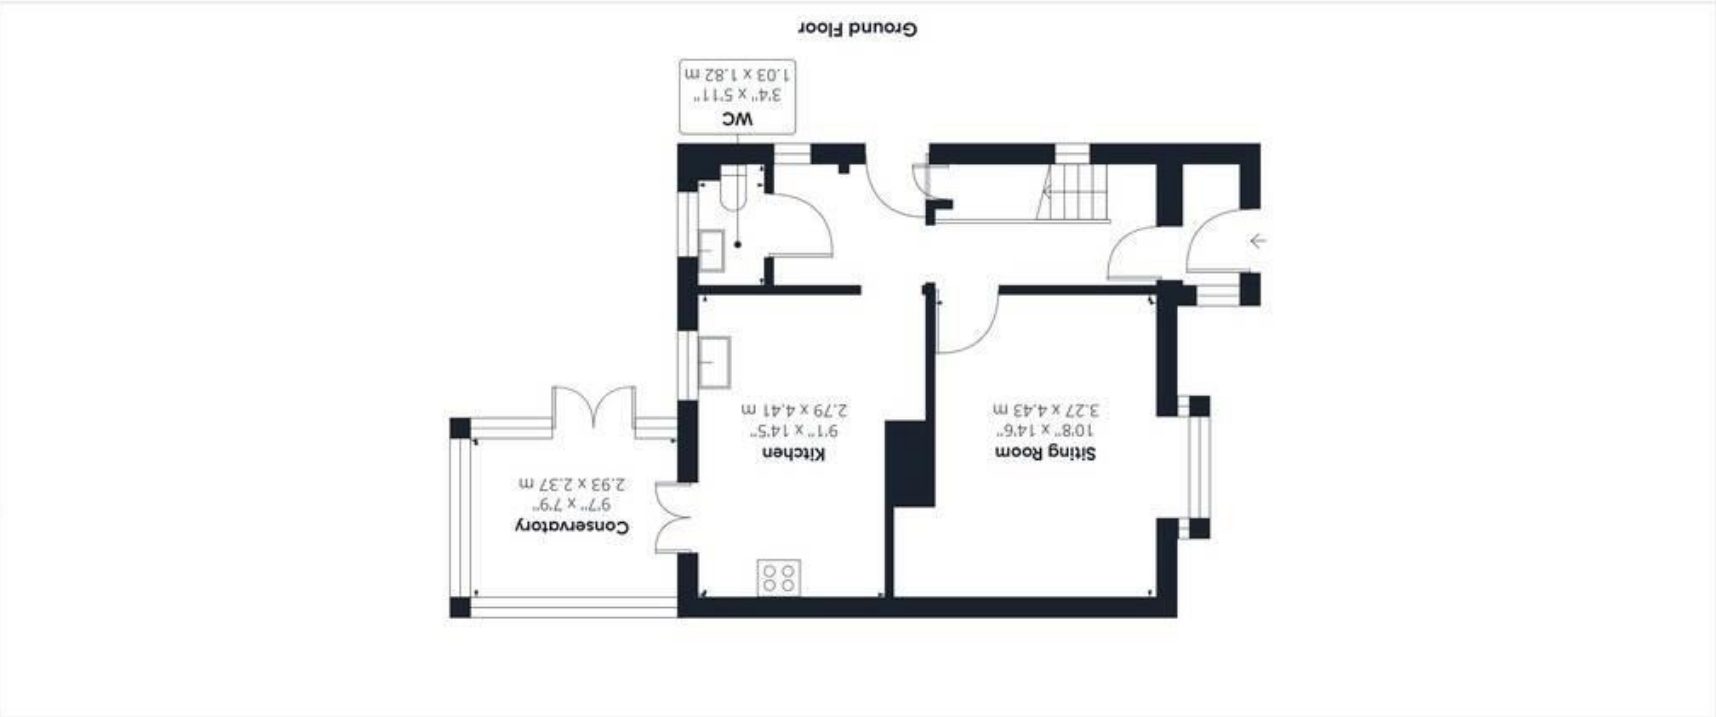 Conservatory
9'7" x 7'9"
2.93 x 2.37 m
Siting Room
10'8" x 14'6"
3.27 x 4.43 m
Kitchen
9'1" x 14'5"
2.79 x 4.41 m
WC
3'4" x 5'11"
1.03 x 1.82 m
Ground Floor